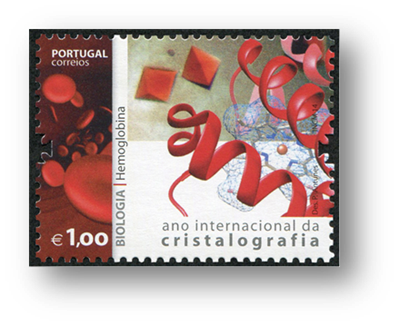 PORTUGAL
correios
BIOLOGIA | Hemoglobina
€ 1,00
ano internacional da
cristalografia